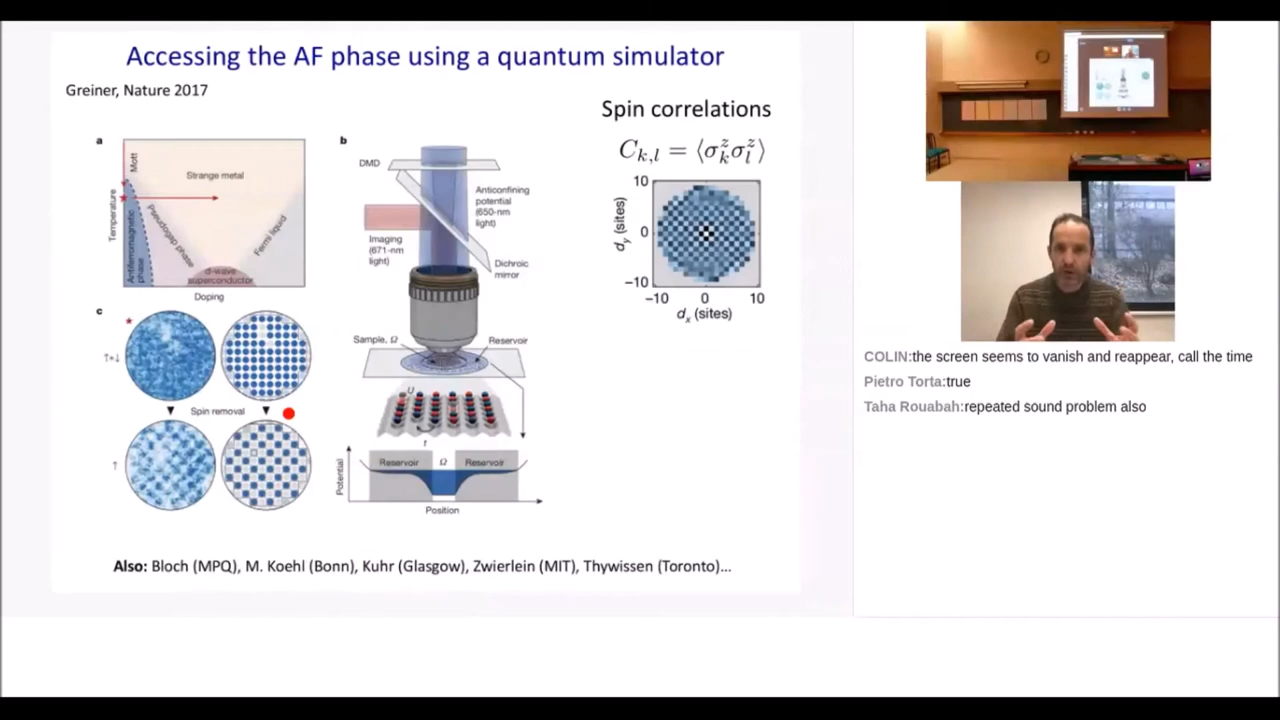 Accessing the AF phase using a quantum simulator
Greiner, Nature 2017
Spin correlations
C_{k,l} = ⟨σ_k^z σ_l^z⟩
a
Temperature
Mott
Strange metal
Antiferromagnetic
phase
Pseudogap phase
Fermi liquid
d-wave
superconductor
Doping
b
DMD
Anticonfining
potential
(650-nm
light)
Imaging
(671-nm
light)
Dichroic
mirror
Sample, Ω
Reservoir
U
t
Potential
Reservoir
Ω
Reservoir
Position
c
↑+↓
Spin removal
↑
10
0
−10
d_y (sites)
−10
0
10
d_x (sites)
Also: Bloch (MPQ), M. Koehl (Bonn), Kuhr (Glasgow), Zwierlein (MIT), Thywissen (Toronto)...
COLIN:the screen seems to vanish and reappear, call the time
Pietro Torta:true
Taha Rouabah:repeated sound problem also